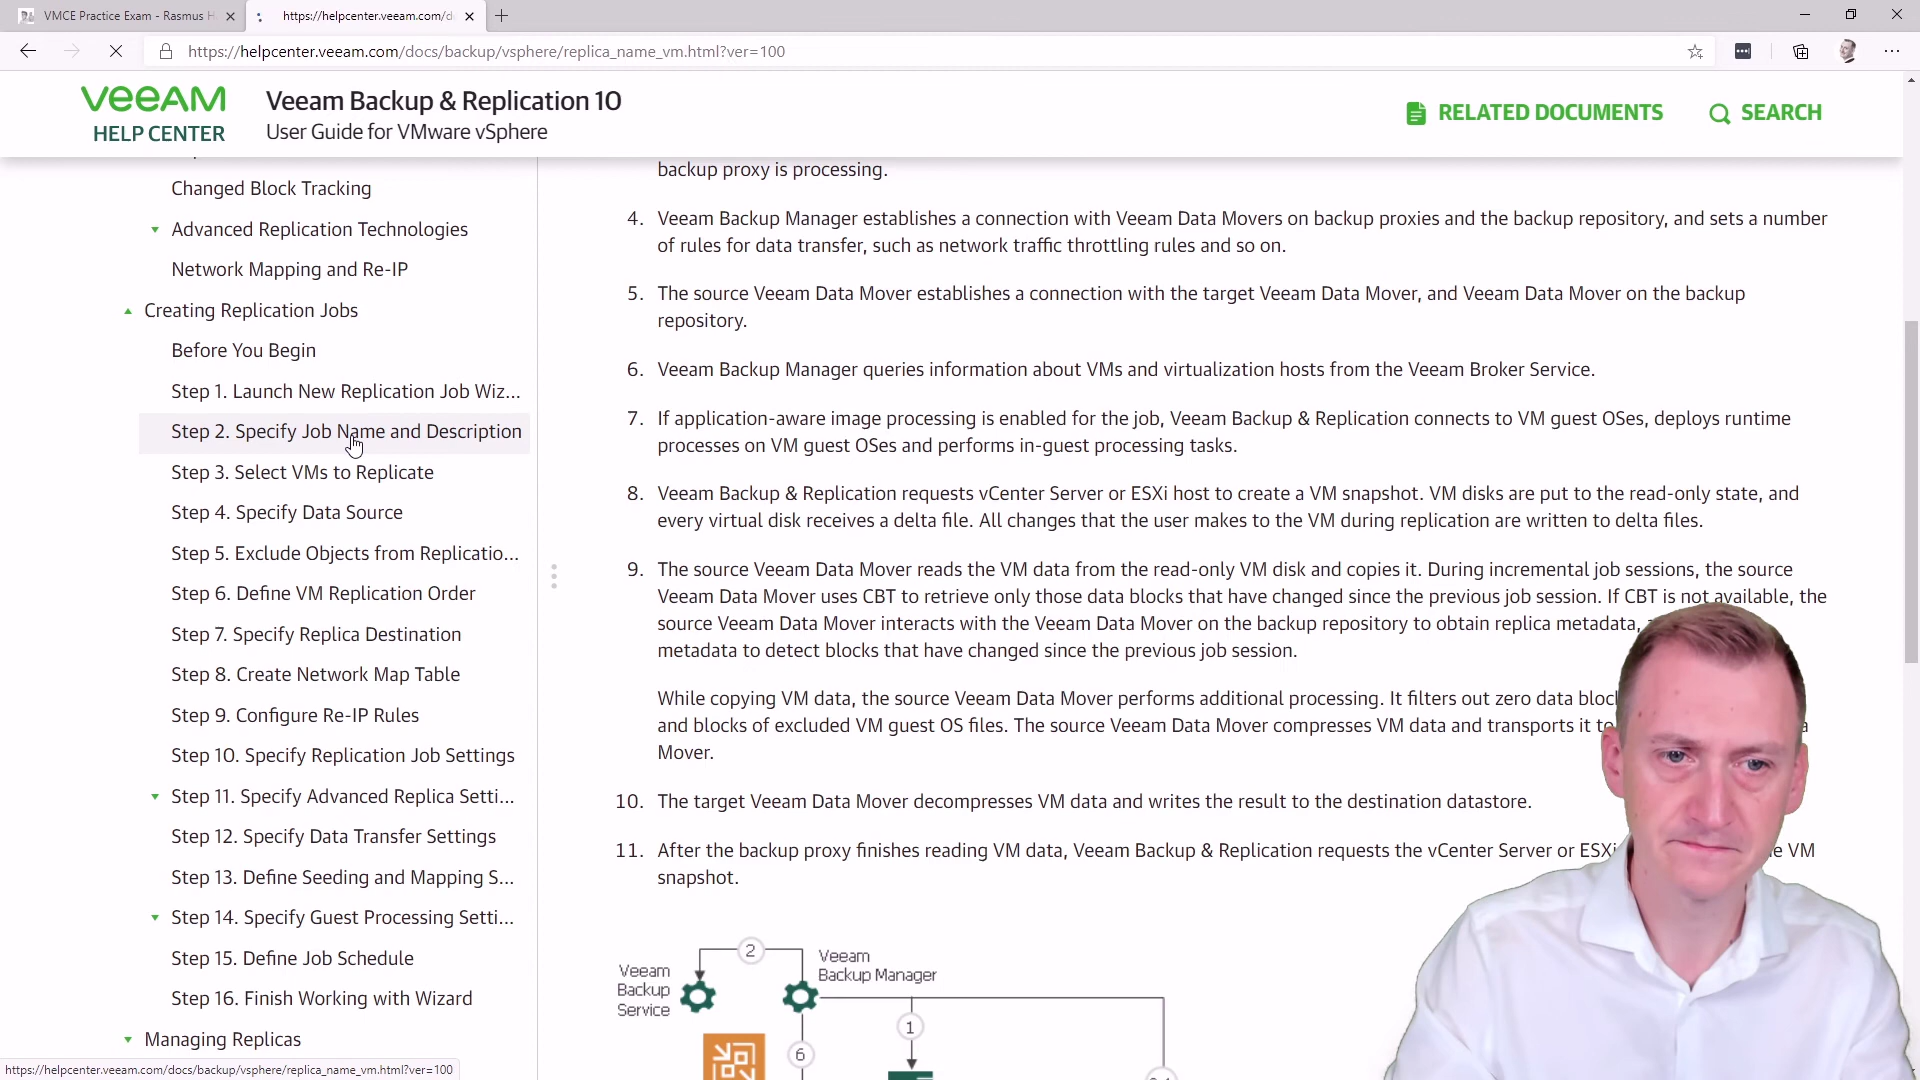 VMCE Practice Exam - Rasmus H
https://helpcenter.veeam.com/d
https://helpcenter.veeam.com/docs/backup/vsphere/replica_name_vm.html?ver=100
veeAM
HELP CENTER
Veeam Backup & Replication 10
User Guide for VMware vSphere
RELATED DOCUMENTS
SEARCH
Changed Block Tracking
Advanced Replication Technologies
Network Mapping and Re-IP
Creating Replication Jobs
Before You Begin
Step 1. Launch New Replication Job Wiz...
Step 2. Specify Job Name and Description
Step 3. Select VMs to Replicate
Step 4. Specify Data Source
Step 5. Exclude Objects from Replicatio...
Step 6. Define VM Replication Order
Step 7. Specify Replica Destination
Step 8. Create Network Map Table
Step 9. Configure Re-IP Rules
Step 10. Specify Replication Job Settings
Step 11. Specify Advanced Replica Setti...
Step 12. Specify Data Transfer Settings
Step 13. Define Seeding and Mapping S...
Step 14. Specify Guest Processing Setti...
Step 15. Define Job Schedule
Step 16. Finish Working with Wizard
Managing Replicas
https://helpcenter.veeam.com/docs/backup/vsphere/replica_name_vm.html?ver=100
backup proxy is processing.
4. Veeam Backup Manager establishes a connection with Veeam Data Movers on backup proxies and the backup repository, and sets a number
of rules for data transfer, such as network traffic throttling rules and so on.
5. The source Veeam Data Mover establishes a connection with the target Veeam Data Mover, and Veeam Data Mover on the backup
repository.
6. Veeam Backup Manager queries information about VMs and virtualization hosts from the Veeam Broker Service.
7. If application-aware image processing is enabled for the job, Veeam Backup & Replication connects to VM guest OSes, deploys runtime
processes on VM guest OSes and performs in-guest processing tasks.
8. Veeam Backup & Replication requests vCenter Server or ESXi host to create a VM snapshot. VM disks are put to the read-only state, and
every virtual disk receives a delta file. All changes that the user makes to the VM during replication are written to delta files.
9. The source Veeam Data Mover reads the VM data from the read-only VM disk and copies it. During incremental job sessions, the source
Veeam Data Mover uses CBT to retrieve only those data blocks that have changed since the previous job session. If CBT is not available, the
source Veeam Data Mover interacts with the Veeam Data Mover on the backup repository to obtain replica metadata,
metadata to detect blocks that have changed since the previous job session.
While copying VM data, the source Veeam Data Mover performs additional processing. It filters out zero data bloc
and blocks of excluded VM guest OS files. The source Veeam Data Mover compresses VM data and transports it to
Mover.
10. The target Veeam Data Mover decompresses VM data and writes the result to the destination datastore.
11. After the backup proxy finishes reading VM data, Veeam Backup & Replication requests the vCenter Server or ESXi VM
snapshot.
2
Veeam
Backup
Service
Veeam
Backup Manager
1
6